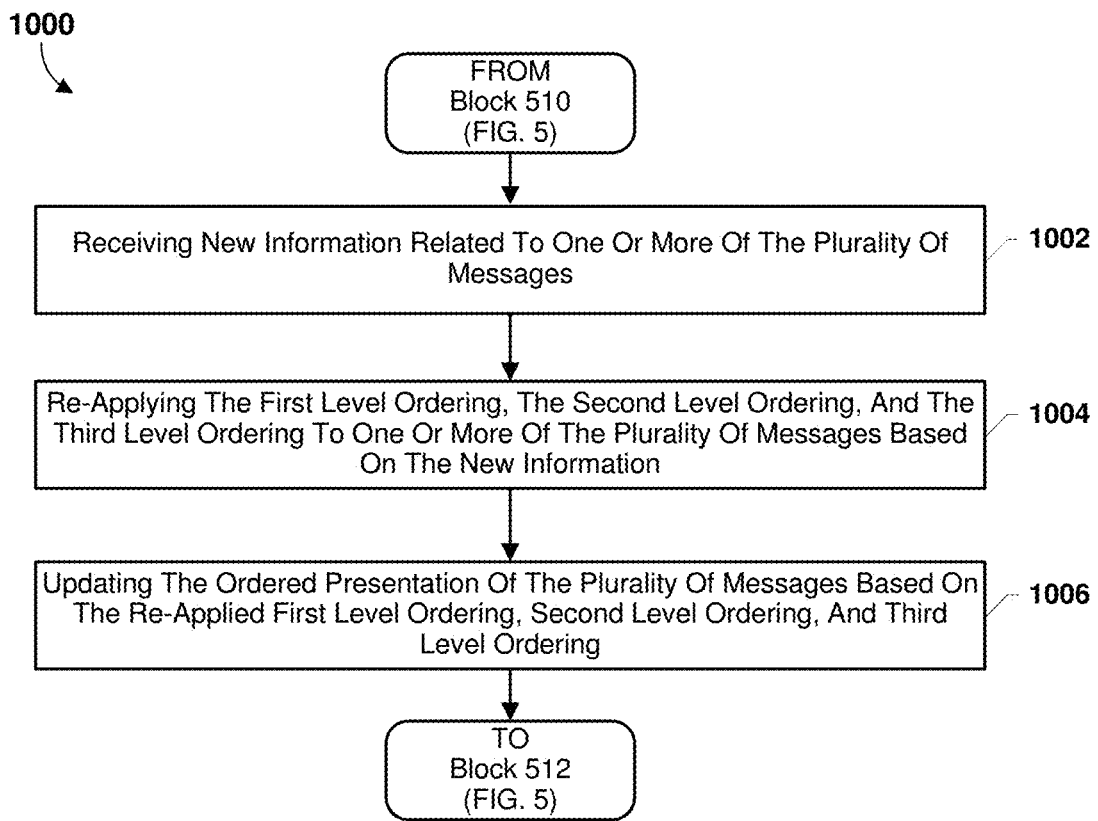 1000
FROM
Block 510
(FIG. 5)
Receiving New Information Related To One Or More Of The Plurality Of
Messages
1002
Re-Applying The First Level Ordering, The Second Level Ordering, And The
Third Level Ordering To One Or More Of The Plurality Of Messages Based
On The New Information
1004
Updating The Ordered Presentation Of The Plurality Of Messages Based On
The Re-Applied First Level Ordering, Second Level Ordering, And Third
Level Ordering
1006
TO
Block 512
(FIG. 5)